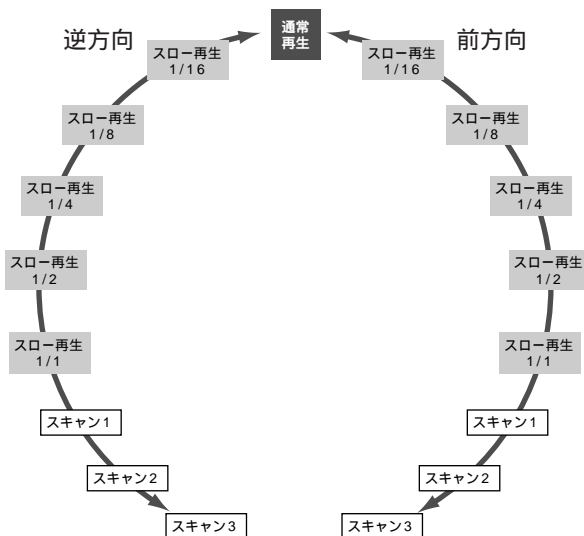 通常
再生
逆方向
前方向
スロー再生
1/16
スロー再生
1/16
スロー再生
1/8
スロー再生
1/8
スロー再生
1/4
スロー再生
1/4
スロー再生
1/2
スロー再生
1/2
スロー再生
1/1
スロー再生
1/1
スキャン1
スキャン1
スキャン2
スキャン2
スキャン3
スキャン3